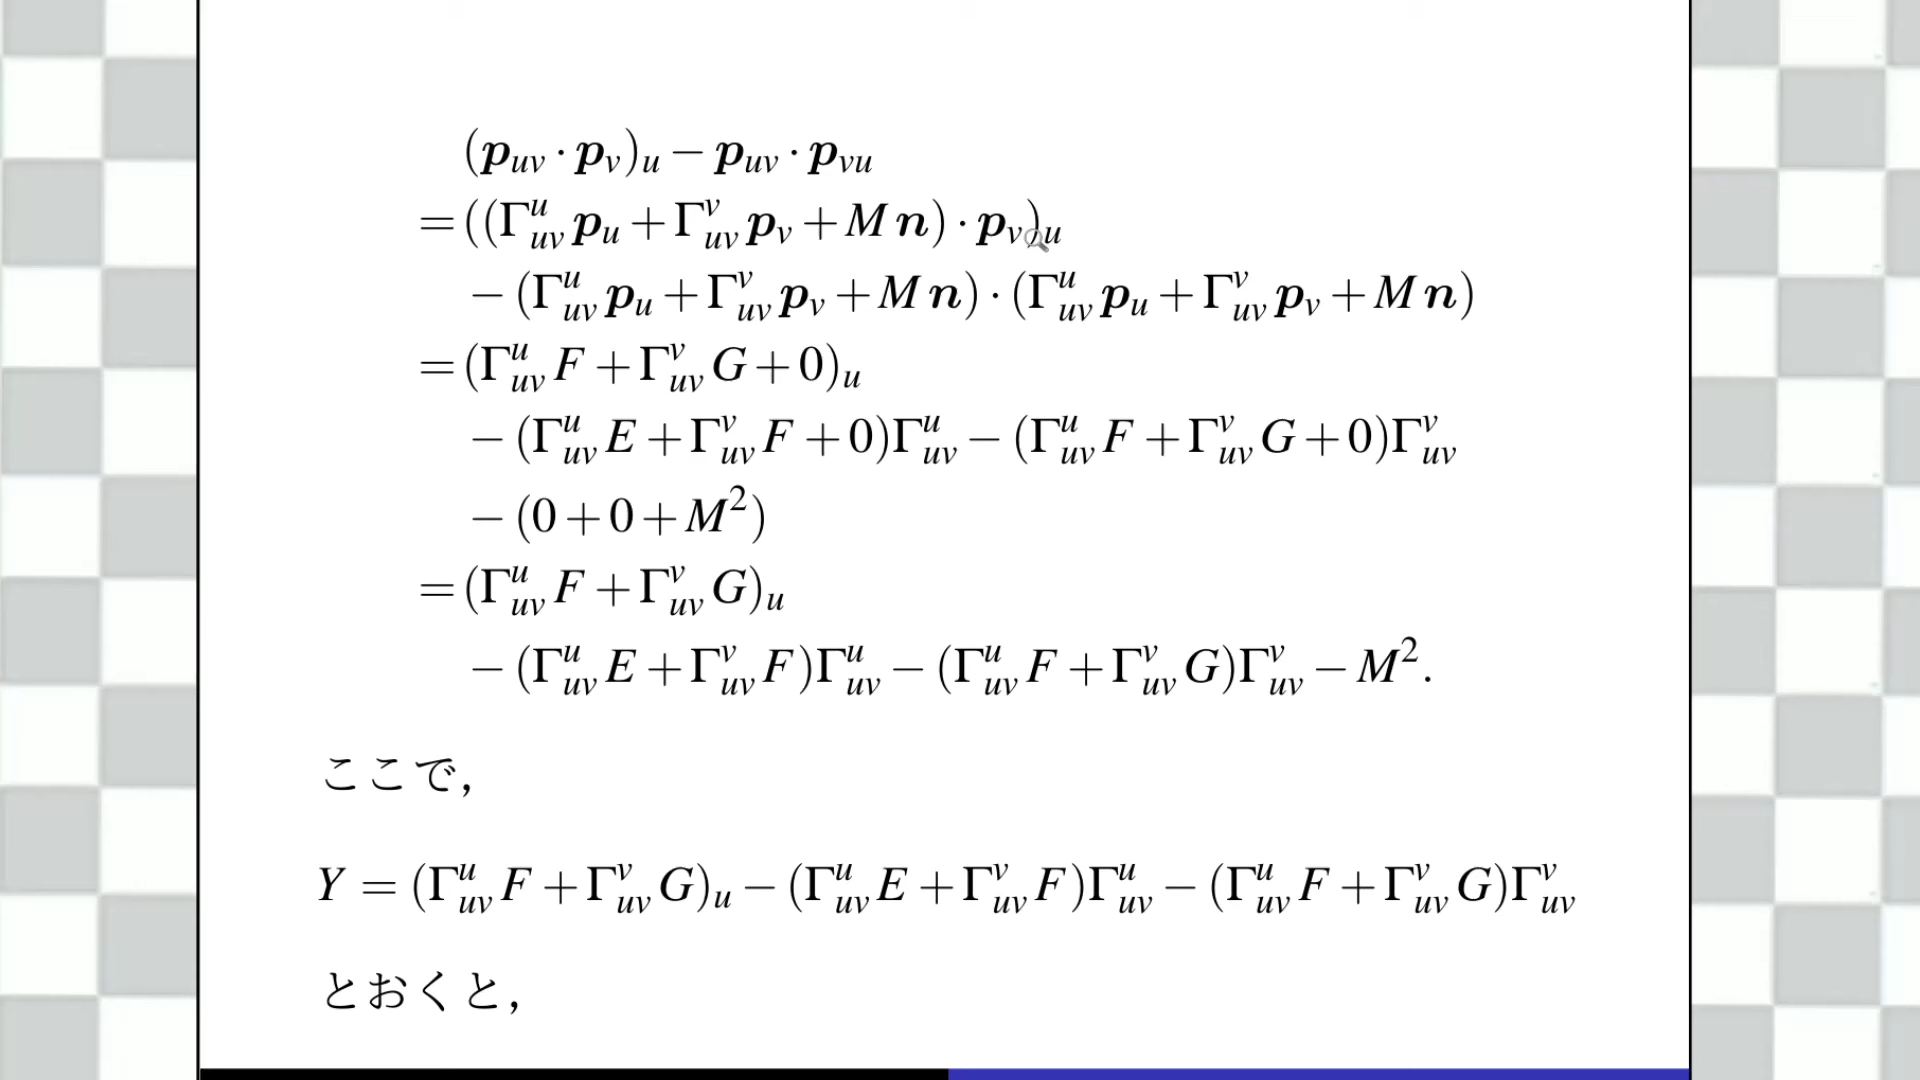 (𝒑_{uv} · 𝒑_v)_u − 𝒑_{uv} · 𝒑_{vu}
= ((Γ^u_{uv} 𝒑_u + Γ^v_{uv} 𝒑_v + M 𝒏) · 𝒑_v)_u
− (Γ^u_{uv} 𝒑_u + Γ^v_{uv} 𝒑_v + M 𝒏) · (Γ^u_{uv} 𝒑_u + Γ^v_{uv} 𝒑_v + M 𝒏)
= (Γ^u_{uv} F + Γ^v_{uv} G + 0)_u
− (Γ^u_{uv} E + Γ^v_{uv} F + 0)Γ^u_{uv} − (Γ^u_{uv} F + Γ^v_{uv} G + 0)Γ^v_{uv}
− (0 + 0 + M^2)
= (Γ^u_{uv} F + Γ^v_{uv} G)_u
− (Γ^u_{uv} E + Γ^v_{uv} F)Γ^u_{uv} − (Γ^u_{uv} F + Γ^v_{uv} G)Γ^v_{uv} − M^2.
ここで,
Y = (Γ^u_{uv} F + Γ^v_{uv} G)_u − (Γ^u_{uv} E + Γ^v_{uv} F)Γ^u_{uv} − (Γ^u_{uv} F + Γ^v_{uv} G)Γ^v_{uv}
とおくと,